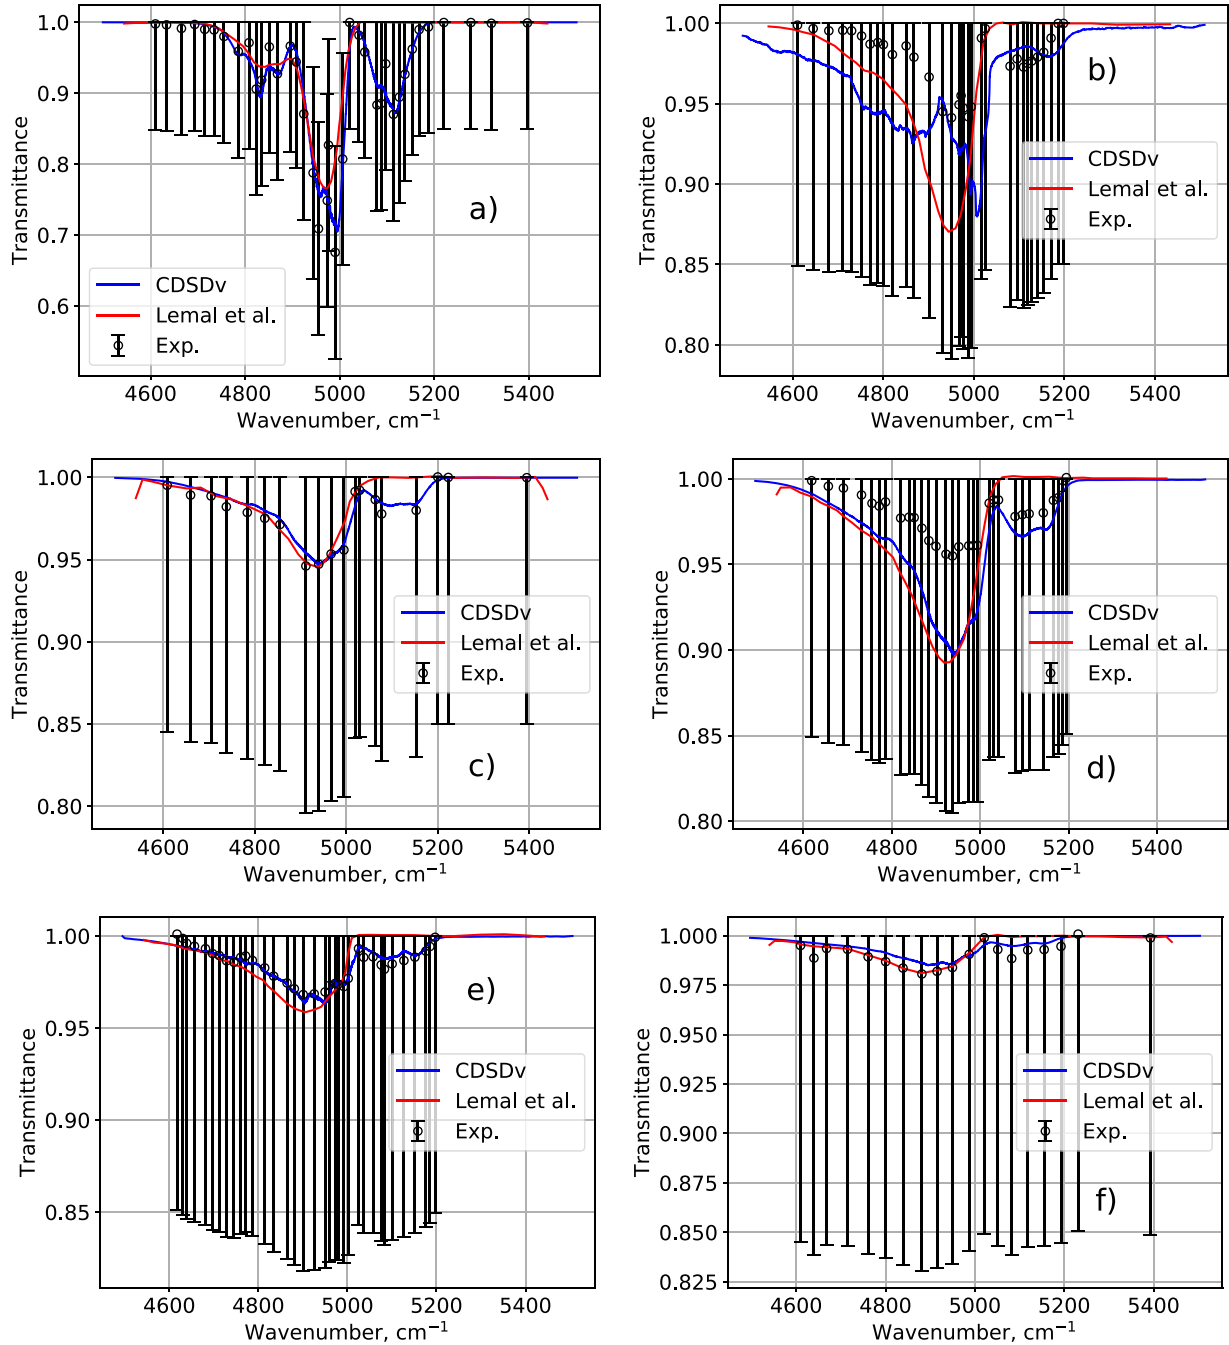 1.0
0.9
0.8
0.7
0.6
Transmittance
a)
CDSDv
Lemal et al.
Exp.
4600 4800 5000 5200 5400
Wavenumber, cm⁻¹
1.00
0.95
0.90
0.85
0.80
Transmittance
b)
CDSDv
Lemal et al.
Exp.
4600 4800 5000 5200 5400
Wavenumber, cm⁻¹
1.00
0.95
0.90
0.85
0.80
Transmittance
CDSDv
Lemal et al.
Exp.
c)
4600 4800 5000 5200 5400
Wavenumber, cm⁻¹
1.00
0.95
0.90
0.85
0.80
Transmittance
CDSDv
Lemal et al.
Exp.
d)
4600 4800 5000 5200 5400
Wavenumber, cm⁻¹
1.00
0.95
0.90
0.85
Transmittance
e)
CDSDv
Lemal et al.
Exp.
4600 4800 5000 5200 5400
Wavenumber, cm⁻¹
1.000
0.975
0.950
0.925
0.900
0.875
0.850
0.825
Transmittance
CDSDv
Lemal et al.
Exp.
f)
4600 4800 5000 5200 5400
Wavenumber, cm⁻¹